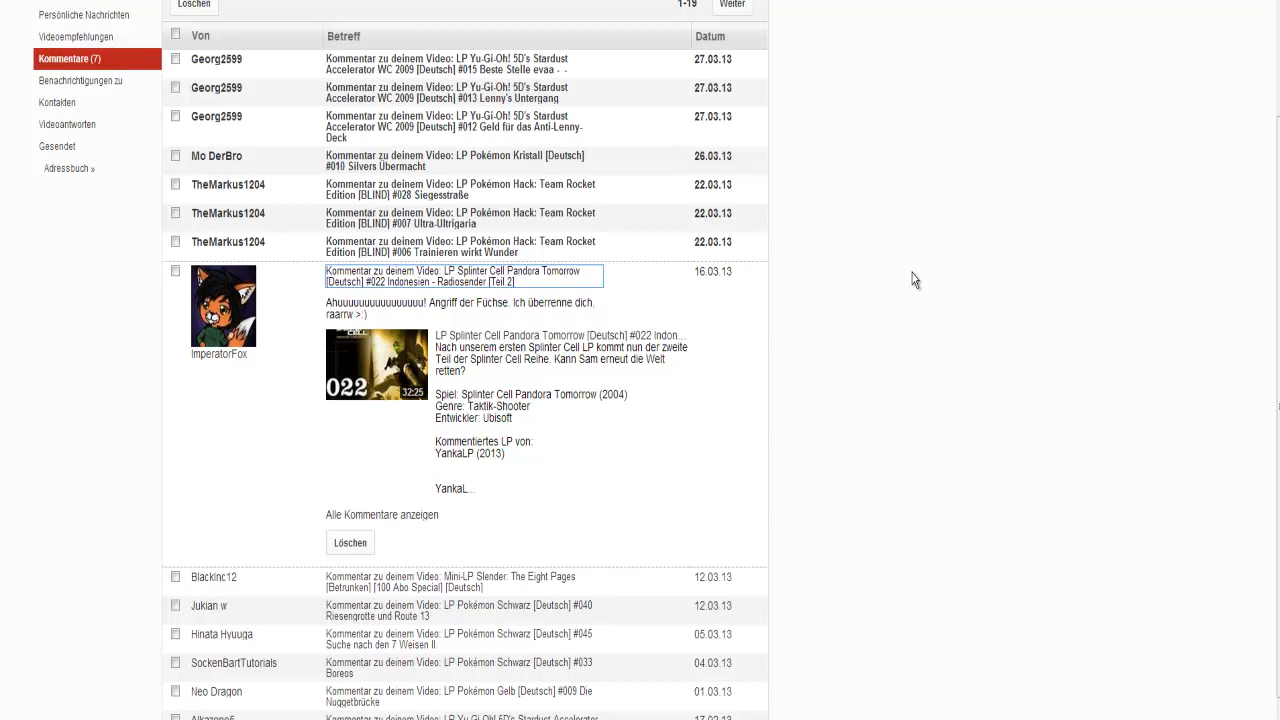 Löschen
1-19
Weiter
Persönliche Nachrichten
Videoempfehlungen
Kommentare (7)
Benachrichtigungen zu
Kontakten
Videoantworten
Gesendet
Adressbuch »
Von Betreff Datum
Georg2599 Kommentar zu deinem Video: LP Yu-Gi-Oh! 5D's Stardust 27.03.13
Accelerator WC 2009 [Deutsch] #015 Beste Stelle evaa - -
Georg2599 Kommentar zu deinem Video: LP Yu-Gi-Oh! 5D's Stardust 27.03.13
Accelerator WC 2009 [Deutsch] #013 Lenny's Untergang
Georg2599 Kommentar zu deinem Video: LP Yu-Gi-Oh! 5D's Stardust 27.03.13
Accelerator WC 2009 [Deutsch] #012 Geld für das Anti-Lenny-
Deck
Mo DerBro Kommentar zu deinem Video: LP Pokémon Kristall [Deutsch] 26.03.13
#010 Silvers Übermacht
TheMarkus1204 Kommentar zu deinem Video: LP Pokémon Hack: Team Rocket 22.03.13
Edition [BLIND] #028 Siegesstraße
TheMarkus1204 Kommentar zu deinem Video: LP Pokémon Hack: Team Rocket 22.03.13
Edition [BLIND] #007 Ultra-Ultrigaria
TheMarkus1204 Kommentar zu deinem Video: LP Pokémon Hack: Team Rocket 22.03.13
Edition [BLIND] #006 Trainieren wirkt Wunder
Kommentar zu deinem Video: LP Splinter Cell Pandora Tomorrow 16.03.13
[Deutsch] #022 Indonesien - Radiosender [Teil 2]
ImperatorFox
Ahuuuuuuuuuuuuuuu! Angriff der Füchse. Ich überrenne dich,
raarrw >:)
022
32:25
LP Splinter Cell Pandora Tomorrow [Deutsch] #022 Indon...
Nach unserem ersten Splinter Cell LP kommt nun der zweite
Teil der Splinter Cell Reihe. Kann Sam erneut die Welt
retten?
Spiel: Splinter Cell Pandora Tomorrow (2004)
Genre: Taktik-Shooter
Entwickler: Ubisoft
Kommentiertes LP von:
YankaLP (2013)
YankaL...
Alle Kommentare anzeigen
Löschen
BlackInc12 Kommentar zu deinem Video: Mini-LP Slender: The Eight Pages 12.03.13
[Betrunken] [100 Abo Special] [Deutsch]
Jukian w Kommentar zu deinem Video: LP Pokémon Schwarz [Deutsch] #040 12.03.13
Riesengrotte und Route 13
Hinata Hyuuga Kommentar zu deinem Video: LP Pokémon Schwarz [Deutsch] #045 05.03.13
Suche nach den 7 Weisen II.
SockenBartTutorials Kommentar zu deinem Video: LP Pokémon Schwarz [Deutsch] #033 04.03.13
Boreos
Neo Dragon Kommentar zu deinem Video: LP Pokémon Gelb [Deutsch] #009 Die 01.03.13
Nuggetbrücke
Kommentar zu deinem Video: LP Yu-Gi-Oh! 5D's Stardust Accelerator 17.02.13